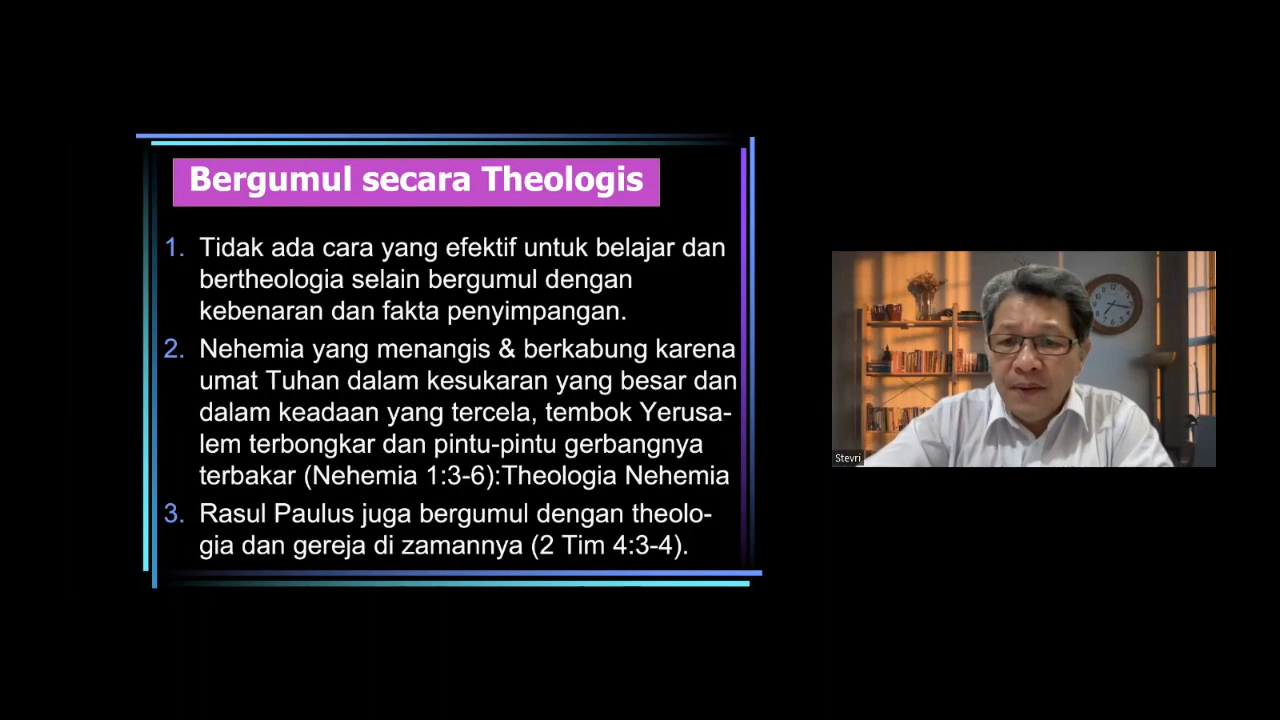 Bergumul secara Theologis
1. Tidak ada cara yang efektif untuk belajar dan
bertheologia selain bergumul dengan
kebenaran dan fakta penyimpangan.
2. Nehemia yang menangis & berkabung karena
umat Tuhan dalam kesukaran yang besar dan
dalam keadaan yang tercela, tembok Yerusa-
lem terbongkar dan pintu-pintu gerbangnya
terbakar (Nehemia 1:3-6):Theologia Nehemia
3. Rasul Paulus juga bergumul dengan theolo-
gia dan gereja di zamannya (2 Tim 4:3-4).
Stevri